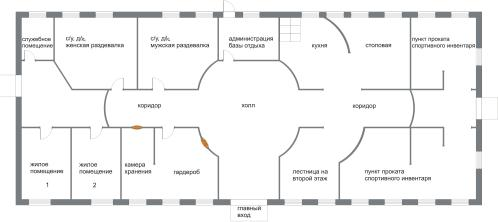 служебное
помещение
с/у, д/к,
женская раздевалка
с/у, д/к,
мужская раздевалка
администрация
базы отдыха
кухня
столовая
пункт проката
спортивного инвентаря
коридор
холл
коридор
жилое
помещение
1
жилое
помещение
2
камера
хранения
гардероб
лестница на
второй этаж
пункт проката
спортивного инвентаря
главный
вход